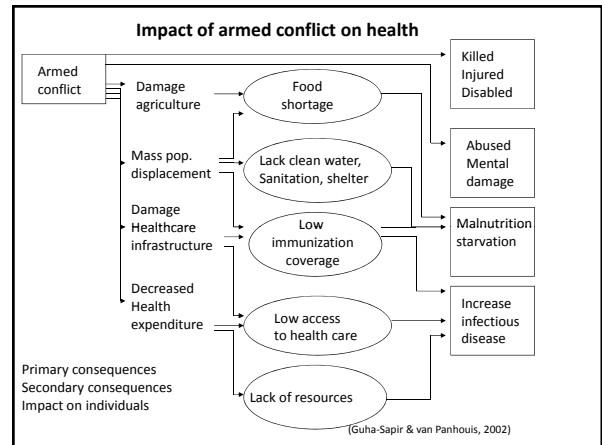 Impact of armed conflict on health
Armed
conflict
Damage
agriculture
Mass pop.
displacement
Damage
Healthcare
infrastructure
Decreased
Health
expenditure
Food
shortage
Lack clean water,
Sanitation, shelter
Low
immunization
coverage
Low access
to health care
Lack of resources
Killed
Injured
Disabled
Abused
Mental
damage
Malnutrition
starvation
Increase
infectious
disease
Primary consequences
Secondary consequences
Impact on individuals
(Guha-Sapir & van Panhouis, 2002)